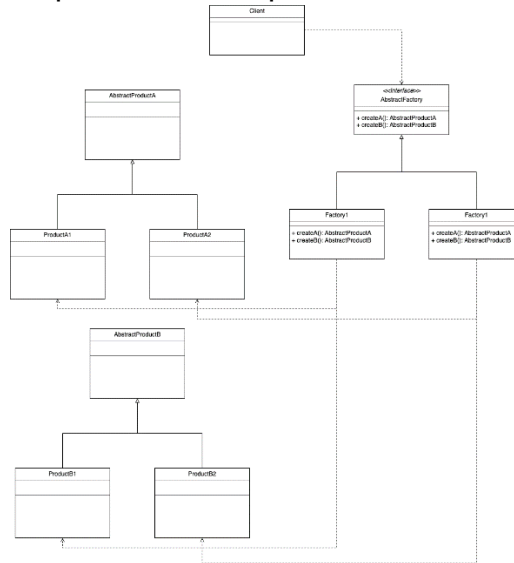 Client
<<interface>>
AbstractFactory
+ createA(): AbstractProductA
+ createB(): AbstractProductB
AbstractProductA
Factory1
+ createA(): AbstractProductA
+ createB(): AbstractProductB
Factory1
+ createA(): AbstractProductA
+ createB(): AbstractProductB
ProductA1
ProductA2
AbstractProductB
ProductB1
ProductB2